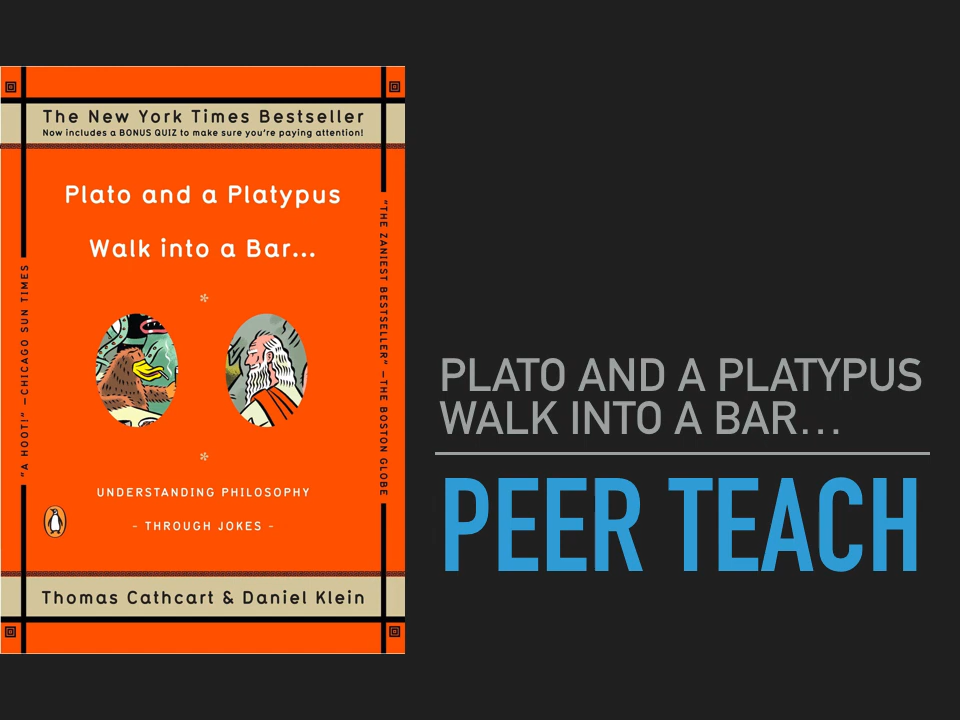 The New York Times Bestseller
Now includes a BONUS QUIZ to make sure you're paying attention!
Plato and a Platypus
Walk into a Bar...
*
*
UNDERSTANDING PHILOSOPHY
- THROUGH JOKES -
Thomas Cathcart & Daniel Klein
"A HOOT!" —CHICAGO SUN TIMES
"THE ZANIEST BESTSELLER" —THE BOSTON GLOBE
PLATO AND A PLATYPUS
WALK INTO A BAR…
PEER TEACH